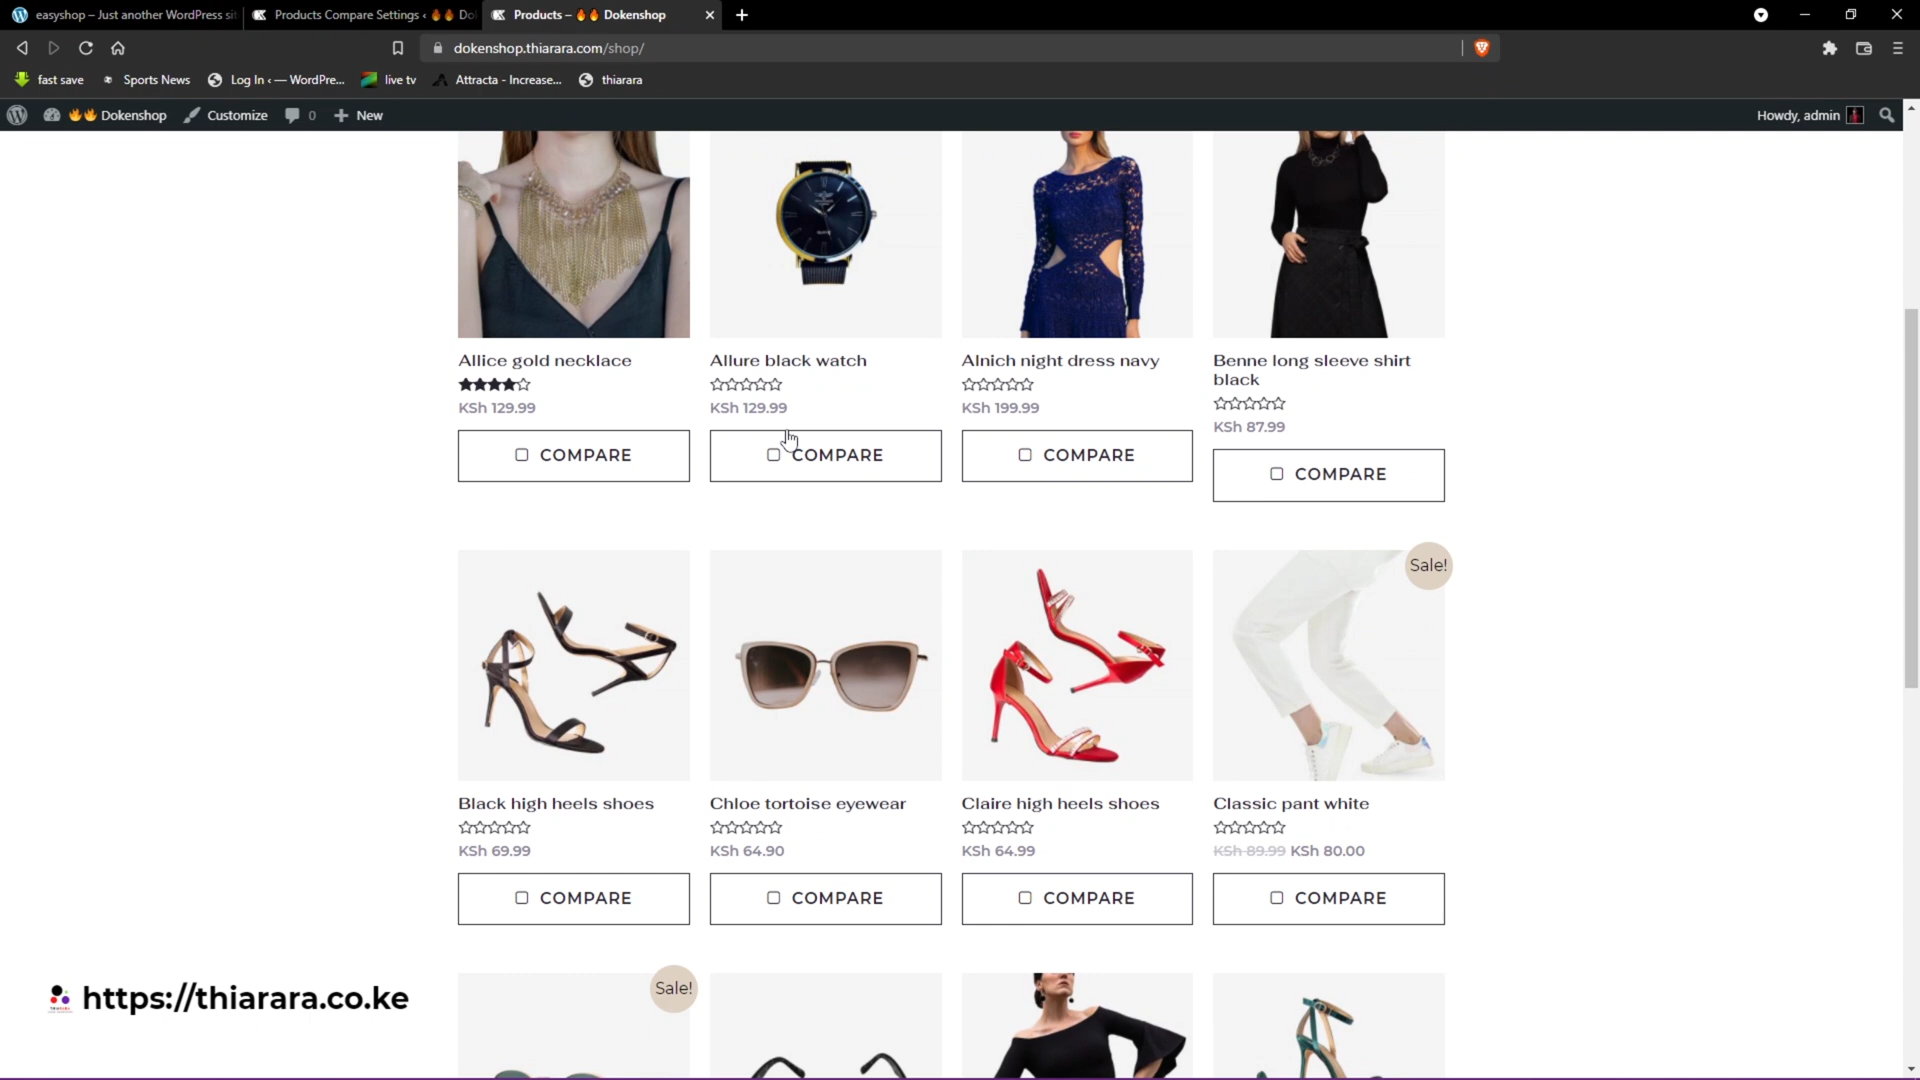 easyshop – Just another WordPress sit
Products Compare Settings ‹ 🔥🔥 Do
Products – 🔥🔥 Dokenshop
dokenshop.thiarara.com/shop/
fast save
Sports News
Log In ‹ — WordPre...
live tv
Attracta - Increase...
thiarara
🔥🔥 Dokenshop
Customize
0
New
Howdy, admin
Allice gold necklace
KSh 129.99
COMPARE
Allure black watch
KSh 129.99
COMPARE
Alnich night dress navy
KSh 199.99
COMPARE
Benne long sleeve shirt
black
KSh 87.99
COMPARE
Black high heels shoes
KSh 69.99
COMPARE
Chloe tortoise eyewear
KSh 64.90
COMPARE
Claire high heels shoes
KSh 64.99
COMPARE
Sale!
Classic pant white
KSh 89.99 KSh 80.00
COMPARE
Sale!
https://thiarara.co.ke